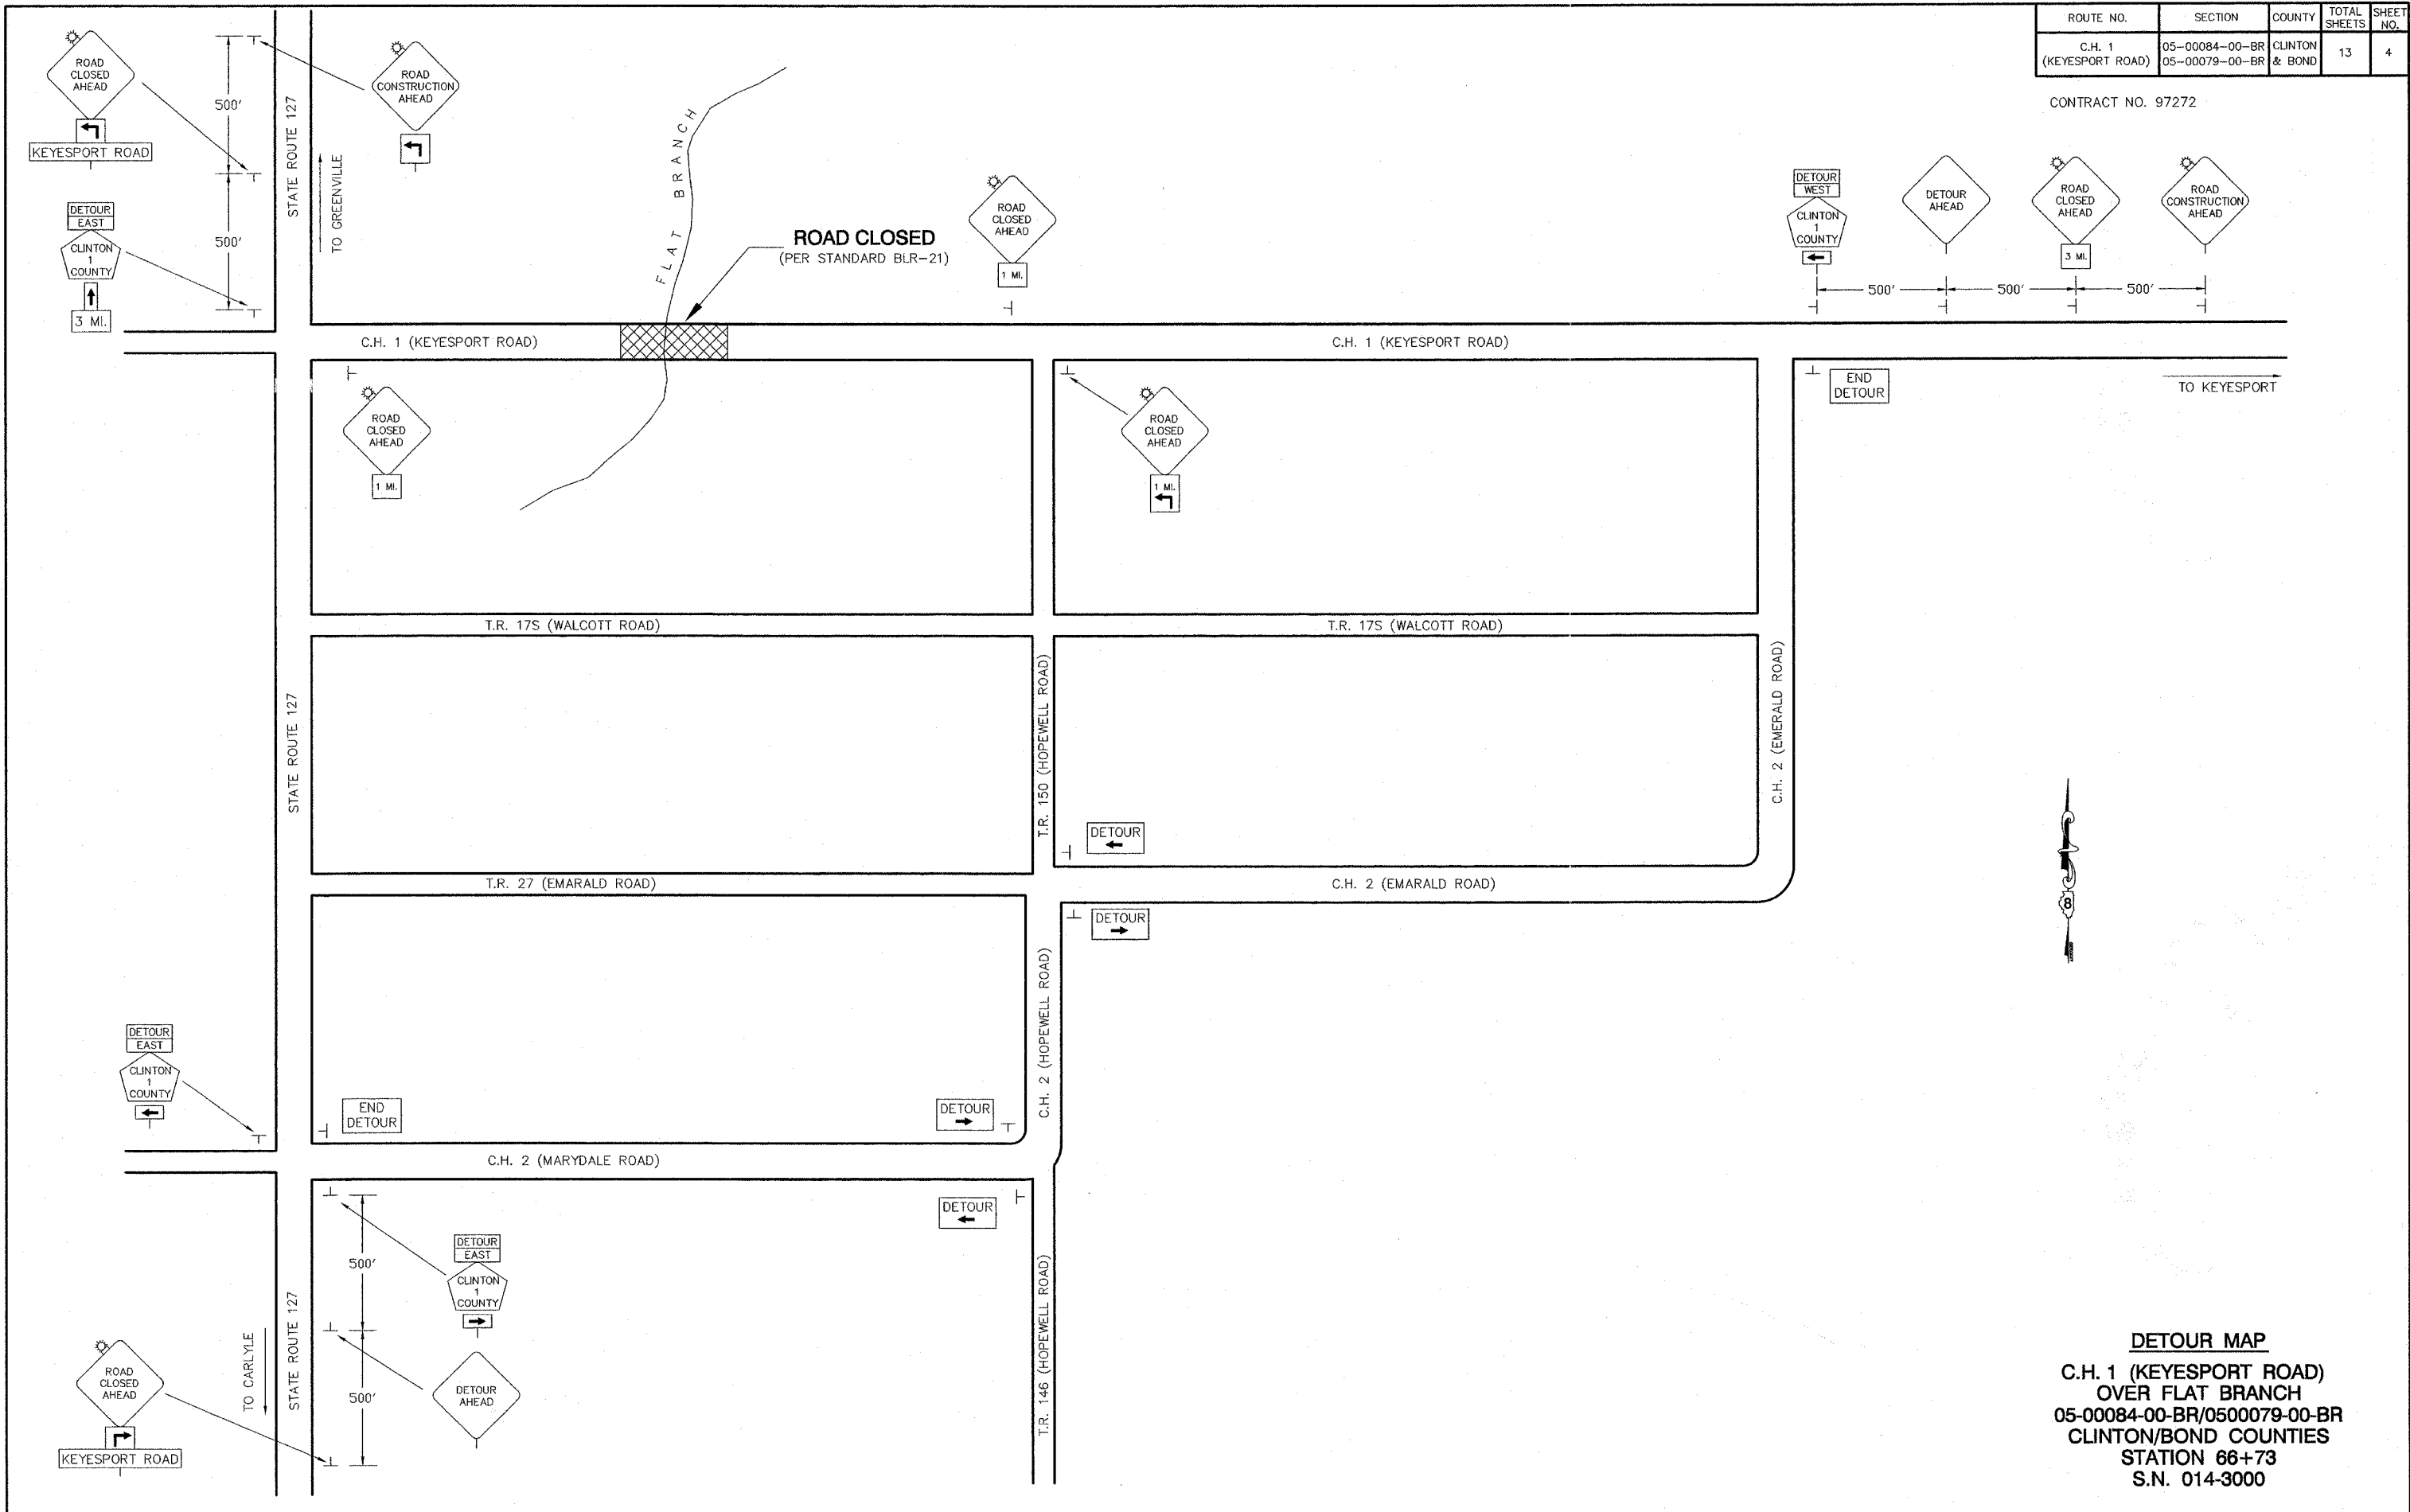 ROUTE NO. SECTION COUNTY TOTAL SHEETS SHEET NO.
C.H. 1 (KEYESPORT ROAD) 05-00084-00-BR 05-00079-00-BR CLINTON & BOND 13 4
CONTRACT NO. 97272
ROAD
CLOSED
AHEAD
KEYESPORT ROAD
500'
500'
STATE ROUTE 127
TO GREENVILLE
ROAD
CONSTRUCTION
AHEAD
DETOUR
EAST
CLINTON
1
COUNTY
3 MI.
FLAT BRANCH
ROAD CLOSED
(PER STANDARD BLR-21)
ROAD
CLOSED
AHEAD
1 MI.
DETOUR
WEST
CLINTON
1
COUNTY
DETOUR
AHEAD
ROAD
CLOSED
AHEAD
3 MI.
ROAD
CONSTRUCTION
AHEAD
500'
500'
500'
C.H. 1 (KEYESPORT ROAD)
C.H. 1 (KEYESPORT ROAD)
ROAD
CLOSED
AHEAD
1 MI.
ROAD
CLOSED
AHEAD
1 MI.
END
DETOUR
TO KEYESPORT
T.R. 17S (WALCOTT ROAD)
T.R. 17S (WALCOTT ROAD)
STATE ROUTE 127
T.R. 150 (HOPEWELL ROAD)
C.H. 2 (EMERALD ROAD)
DETOUR
T.R. 27 (EMARALD ROAD)
C.H. 2 (EMARALD ROAD)
DETOUR
8
C.H. 2 (HOPEWELL ROAD)
DETOUR
EAST
CLINTON
1
COUNTY
END
DETOUR
DETOUR
C.H. 2 (MARYDALE ROAD)
DETOUR
500'
500'
DETOUR
EAST
CLINTON
1
COUNTY
DETOUR
AHEAD
TO CARLYLE
STATE ROUTE 127
T.R. 146 (HOPEWELL ROAD)
ROAD
CLOSED
AHEAD
KEYESPORT ROAD
DETOUR MAP
C.H. 1 (KEYESPORT ROAD)
OVER FLAT BRANCH
05-00084-00-BR/0500079-00-BR
CLINTON/BOND COUNTIES
STATION 66+73
S.N. 014-3000